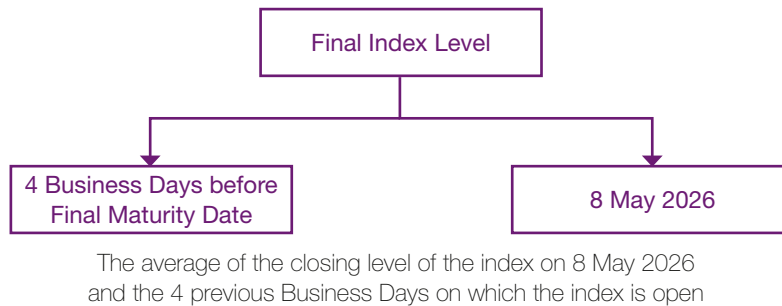 Final Index Level
4 Business Days before
Final Maturity Date
8 May 2026
The average of the closing level of the index on 8 May 2026
and the 4 previous Business Days on which the index is open